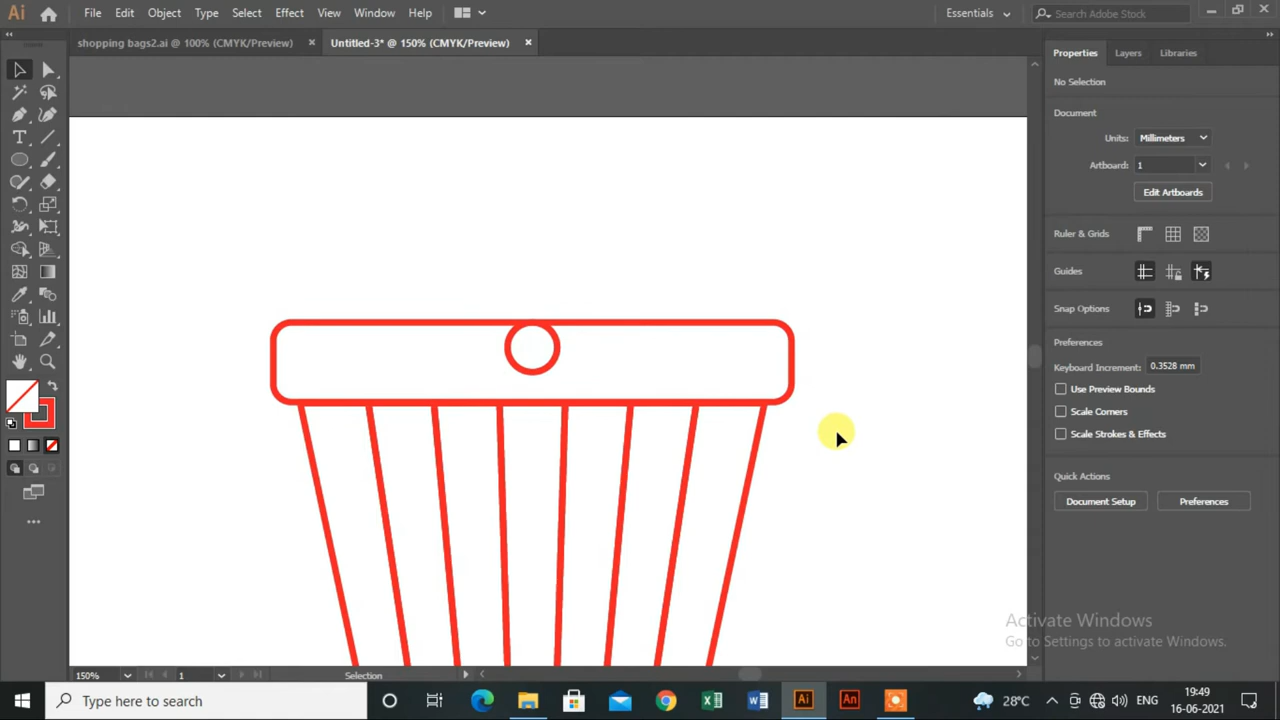 Ai File Edit Object Type Select Effect View Window Help Essentials Search Adobe Stock
shopping bags2.ai @ 100% (CMYK/Preview) × Untitled-3* @ 150% (CMYK/Preview) ×
Properties Layers Libraries
No Selection
Document
Units: Millimeters
Artboard: 1
Edit Artboards
Ruler & Grids
Guides
Snap Options
Preferences
Keyboard Increment: 0.3528 mm
Use Preview Bounds
Scale Corners
Scale Strokes & Effects
Quick Actions
Document Setup Preferences
Activate Windows
Go to Settings to activate Windows.
150% 1 Selection
Type here to search
Ai An
28°C ENG
19:49
16-06-2021